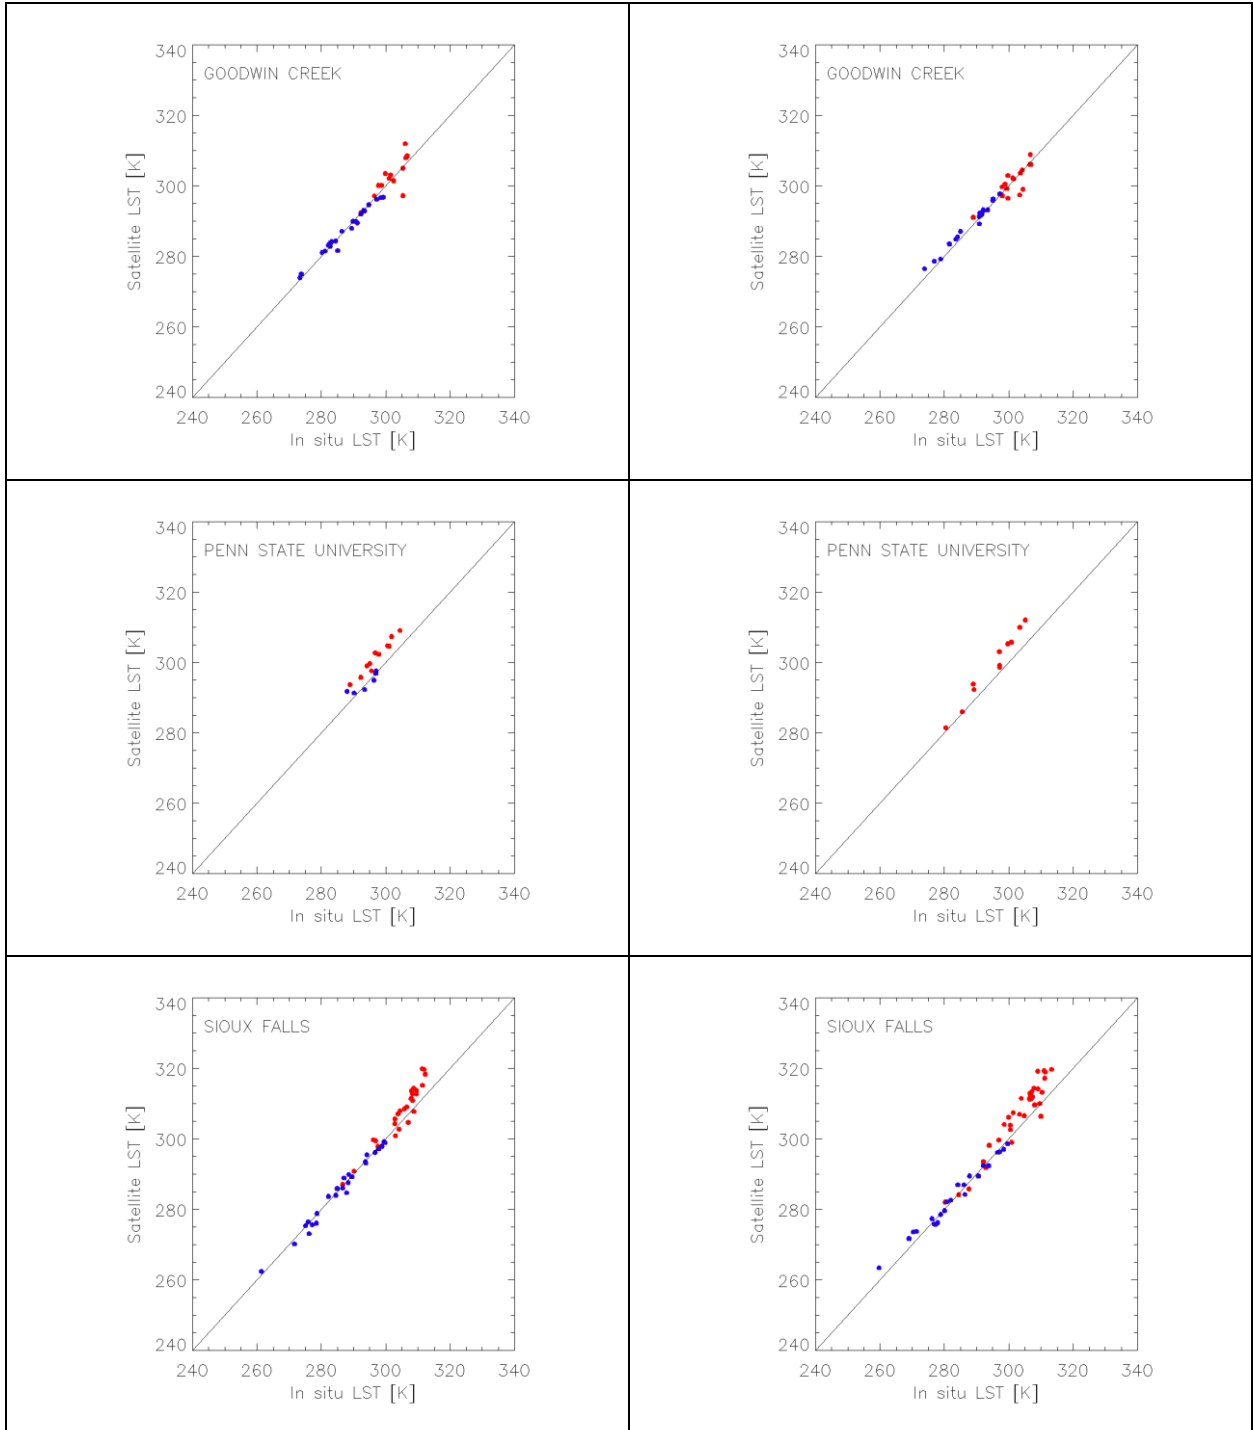 GOODWIN CREEK
Satellite LST [K]
340
320
300
280
260
240
240 260 280 300 320 340
In situ LST [K]
GOODWIN CREEK
Satellite LST [K]
340
320
300
280
260
240
240 260 280 300 320 340
In situ LST [K]
PENN STATE UNIVERSITY
Satellite LST [K]
340
320
300
280
260
240
240 260 280 300 320 340
In situ LST [K]
PENN STATE UNIVERSITY
Satellite LST [K]
340
320
300
280
260
240
240 260 280 300 320 340
In situ LST [K]
SIOUX FALLS
Satellite LST [K]
340
320
300
280
260
240
240 260 280 300 320 340
In situ LST [K]
SIOUX FALLS
Satellite LST [K]
340
320
300
280
260
240
240 260 280 300 320 340
In situ LST [K]